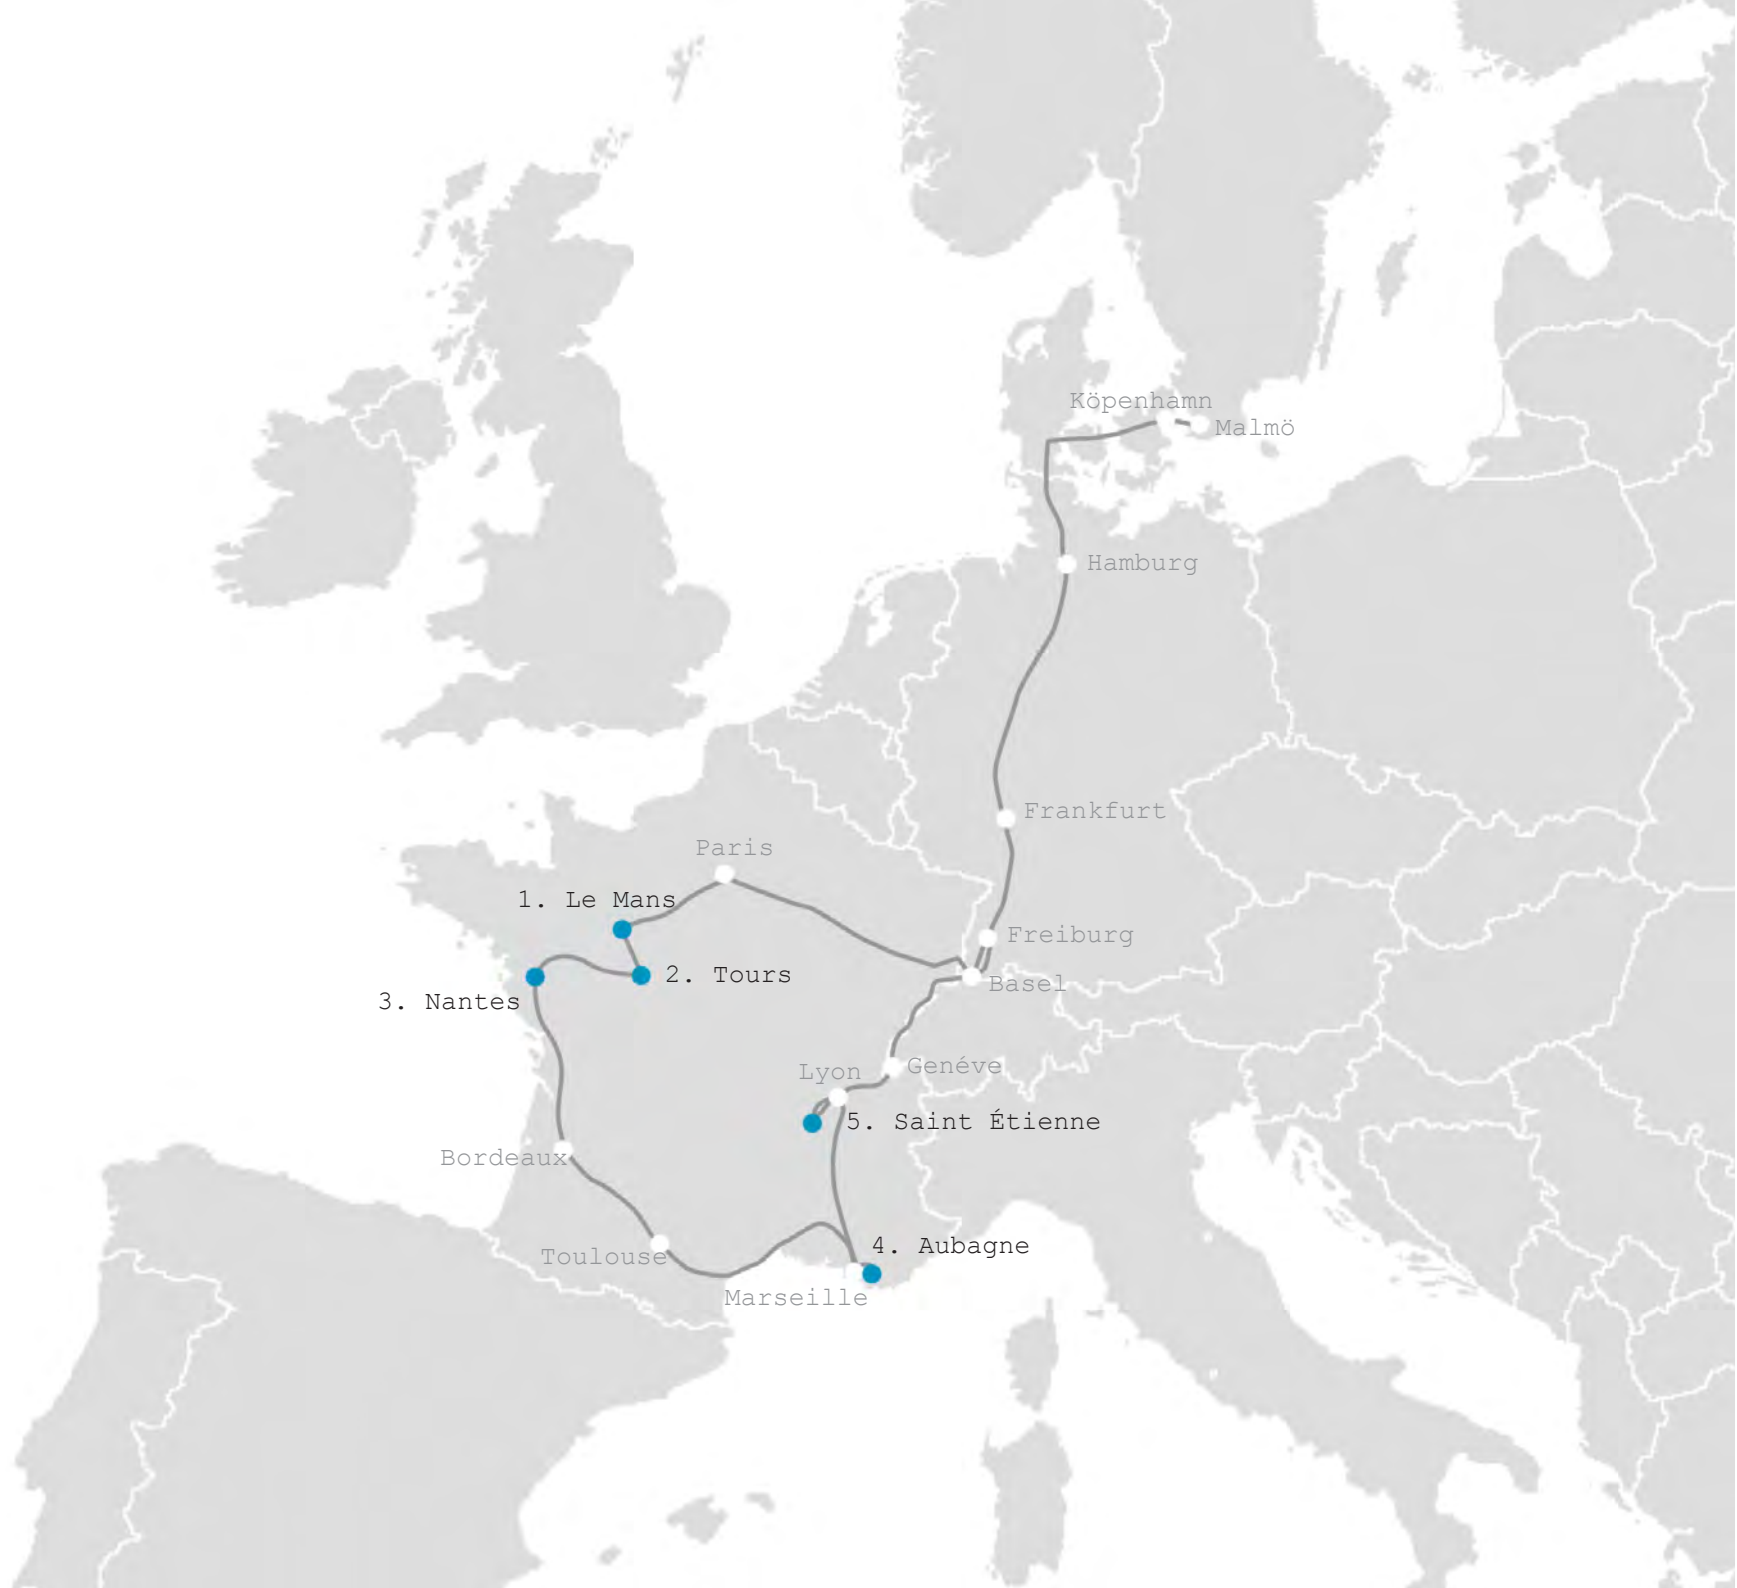 Köpenhamn
Malmö
Hamburg
Frankfurt
Paris
1. Le Mans
Freiburg
2. Tours
Basel
3. Nantes
Genéve
Lyon
5. Saint Étienne
Bordeaux
4. Aubagne
Toulouse
Marseille